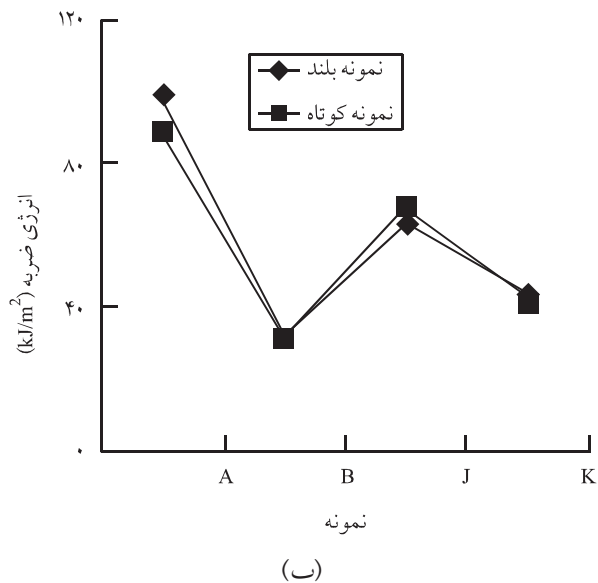 ۱۲۰
نمونه بلند
نمونه کوتاه
۸۰
انرژی ضربه (kJ/m²)
۴۰
۰
A B J K
نمونه
(ب)